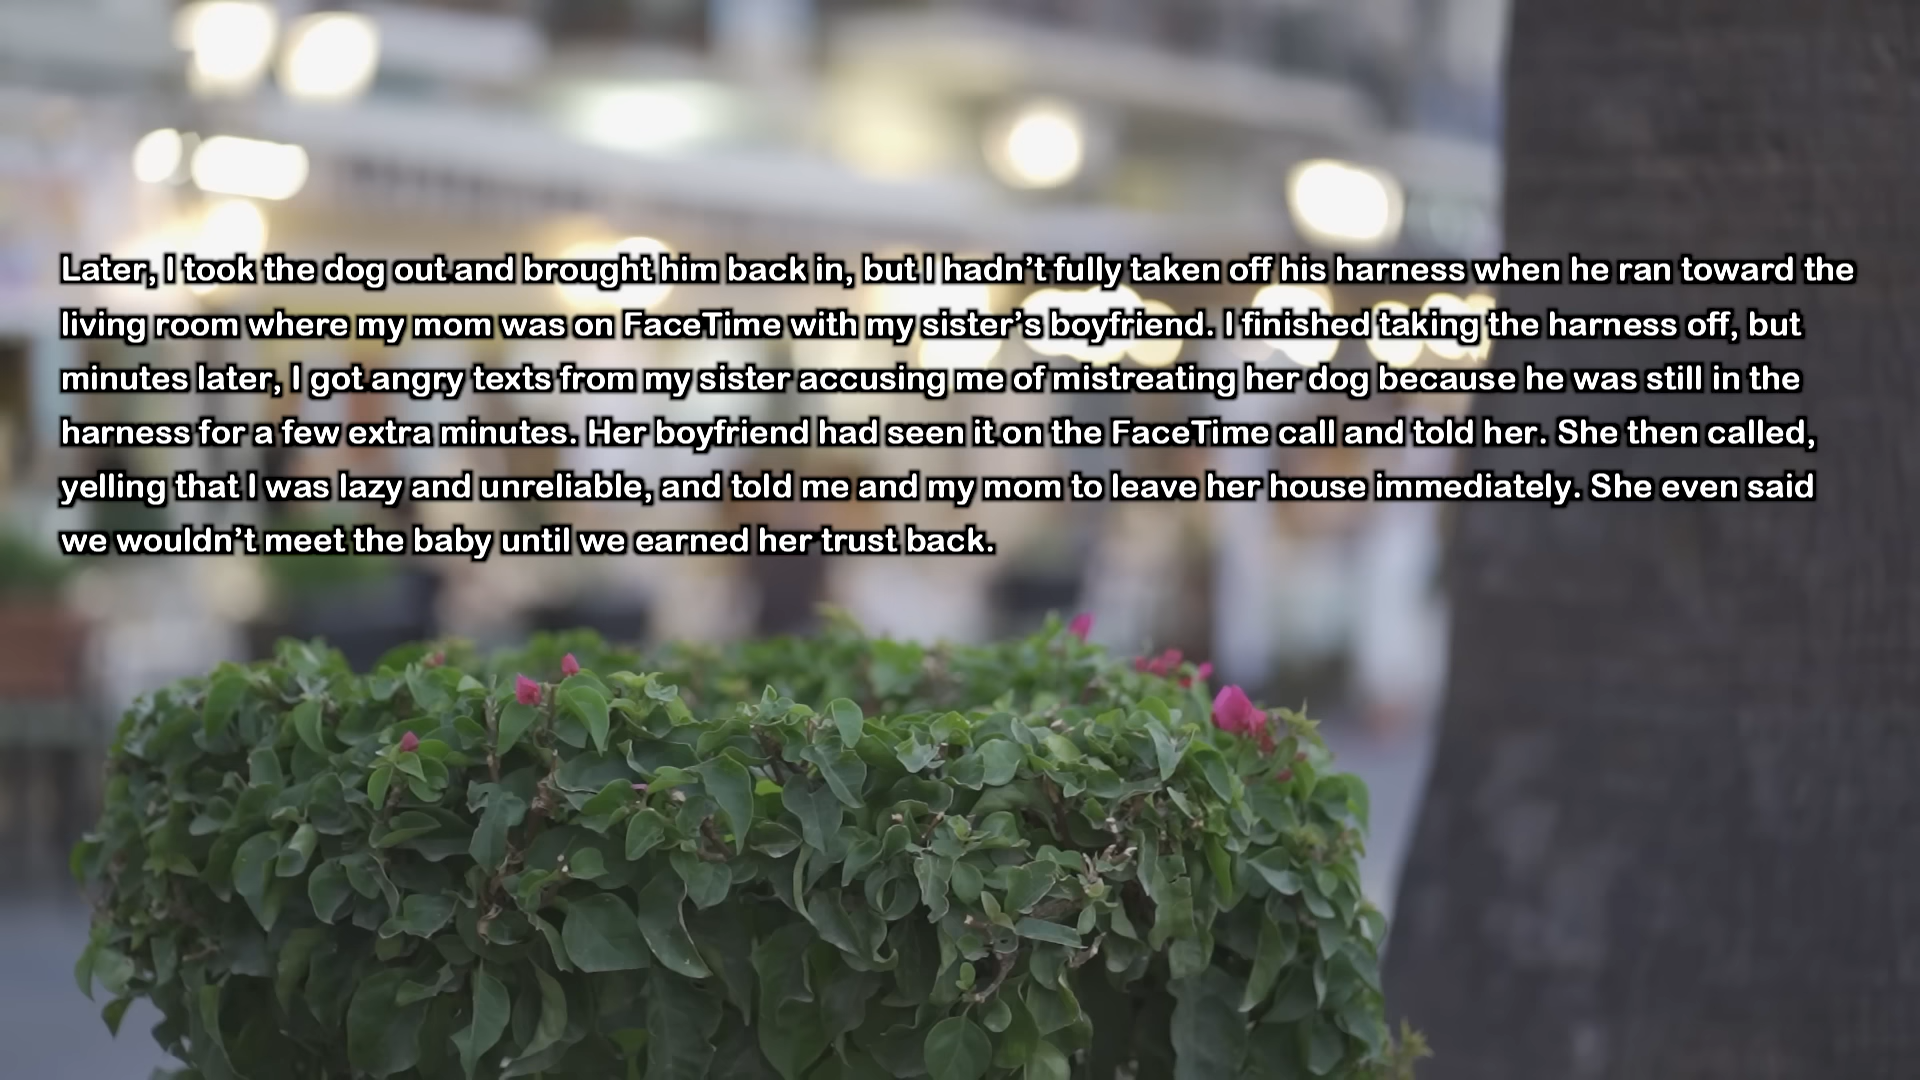 Later, I took the dog out and brought him back in, but I hadn’t fully taken off his harness when he ran toward the
living room where my mom was on FaceTime with my sister’s boyfriend. I finished taking the harness off, but
minutes later, I got angry texts from my sister accusing me of mistreating her dog because he was still in the
harness for a few extra minutes. Her boyfriend had seen it on the FaceTime call and told her. She then called,
yelling that I was lazy and unreliable, and told me and my mom to leave her house immediately. She even said
we wouldn’t meet the baby until we earned her trust back.